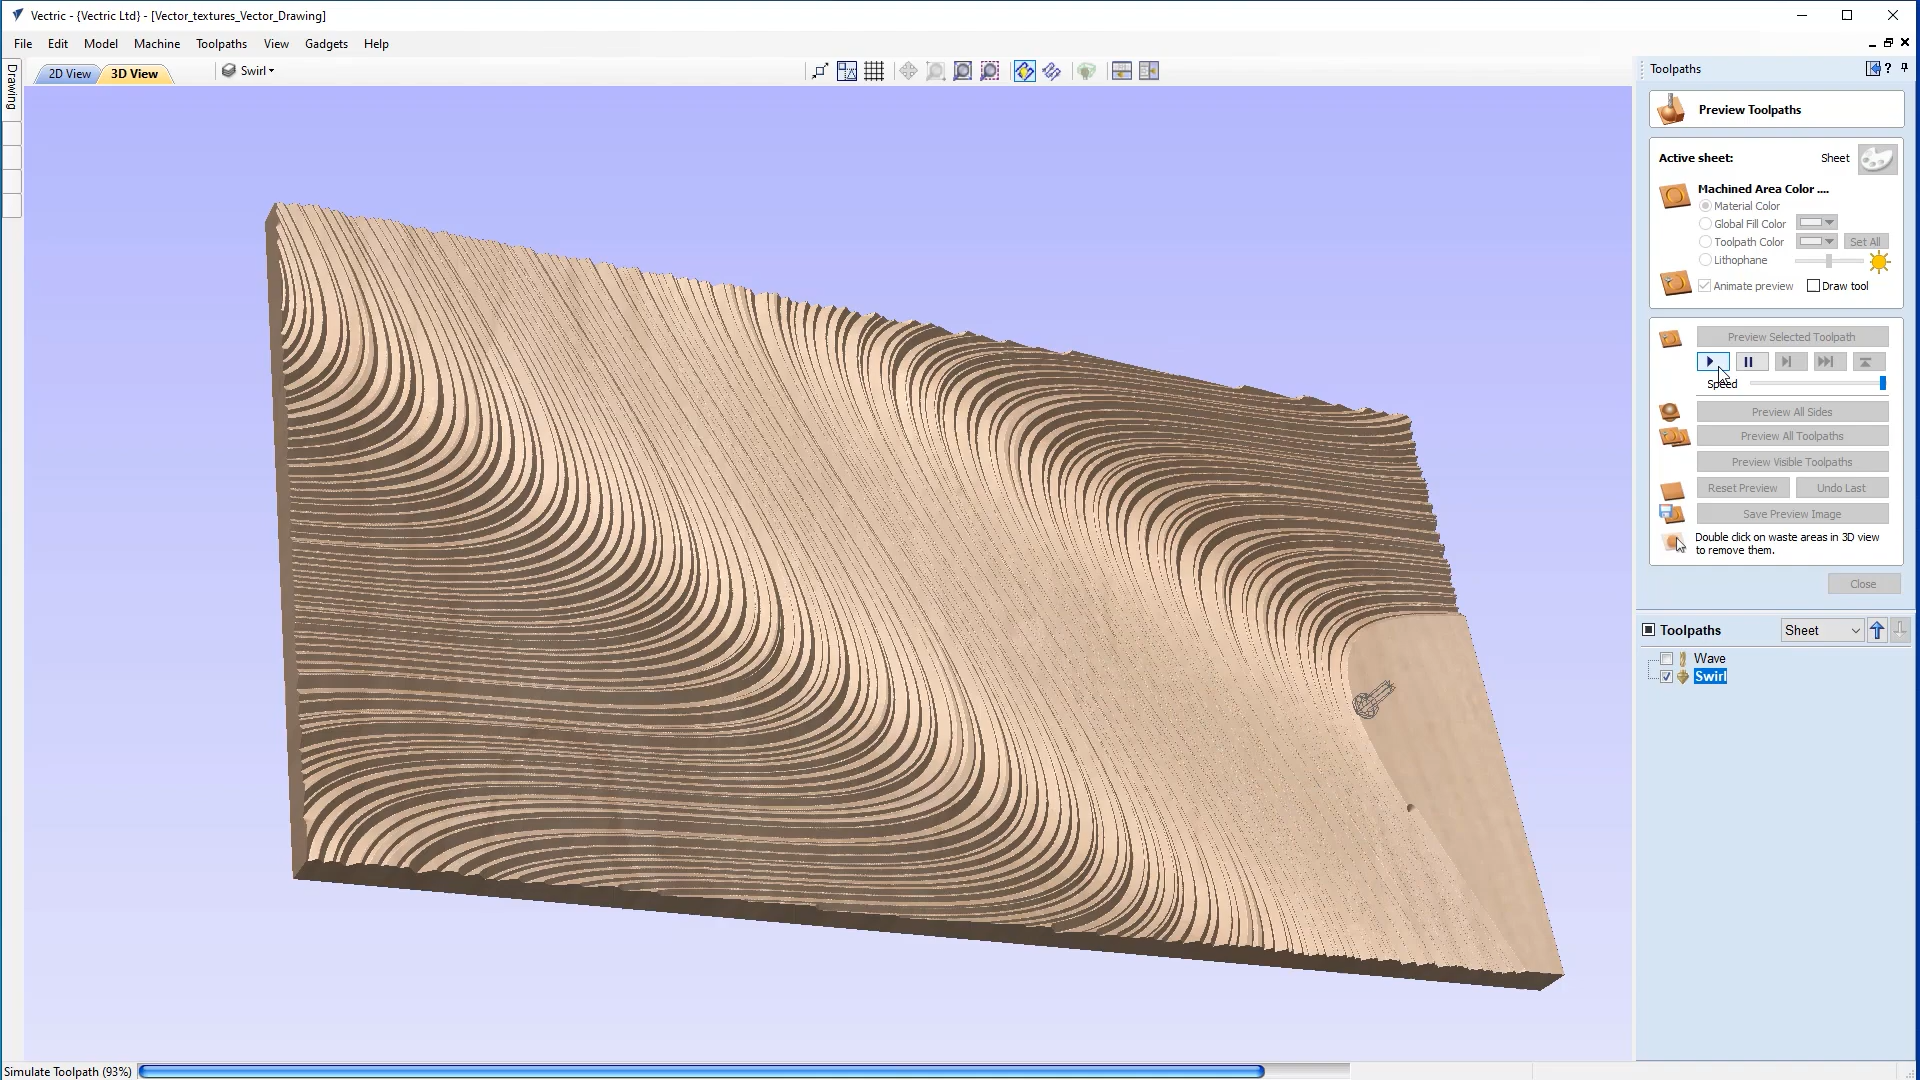 Vectric - {Vectric Ltd} - [Vector_textures_Vector_Drawing]
File Edit Model Machine Toolpaths View Gadgets Help
Drawing
2D View 3D View Swirl
Toolpaths ?
Preview Toolpaths
Active sheet: Sheet
Machined Area Color ....
Material Color
Global Fill Color
Toolpath Color Set All
Lithophane
Animate preview Draw tool
Preview Selected Toolpath
Speed
Preview All Sides
Preview All Toolpaths
Preview Visible Toolpaths
Reset Preview Undo Last
Save Preview Image
Double click on waste areas in 3D view
to remove them.
Close
Toolpaths Sheet
Wave
Swirl
Simulate Toolpath (93%)